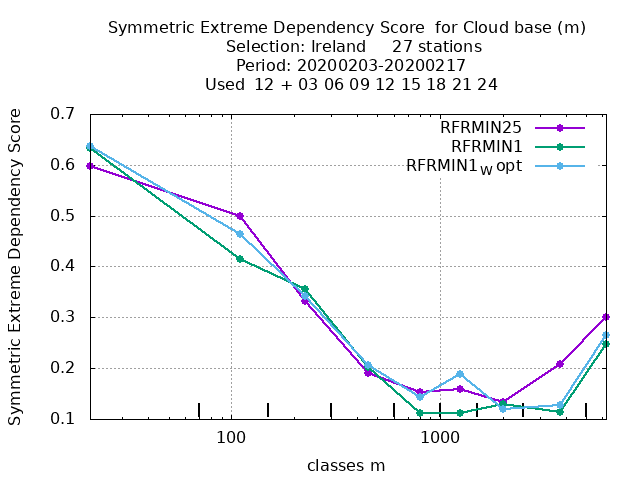 Symmetric Extreme Dependency Score for Cloud base (m)
Selection: Ireland 27 stations
Period: 20200203-20200217
Used 12 + 03 06 09 12 15 18 21 24
RFRMIN25
RFRMIN1
RFRMIN1W opt
Symmetric Extreme Dependency Score
0.7
0.6
0.5
0.4
0.3
0.2
0.1
100 1000
classes m